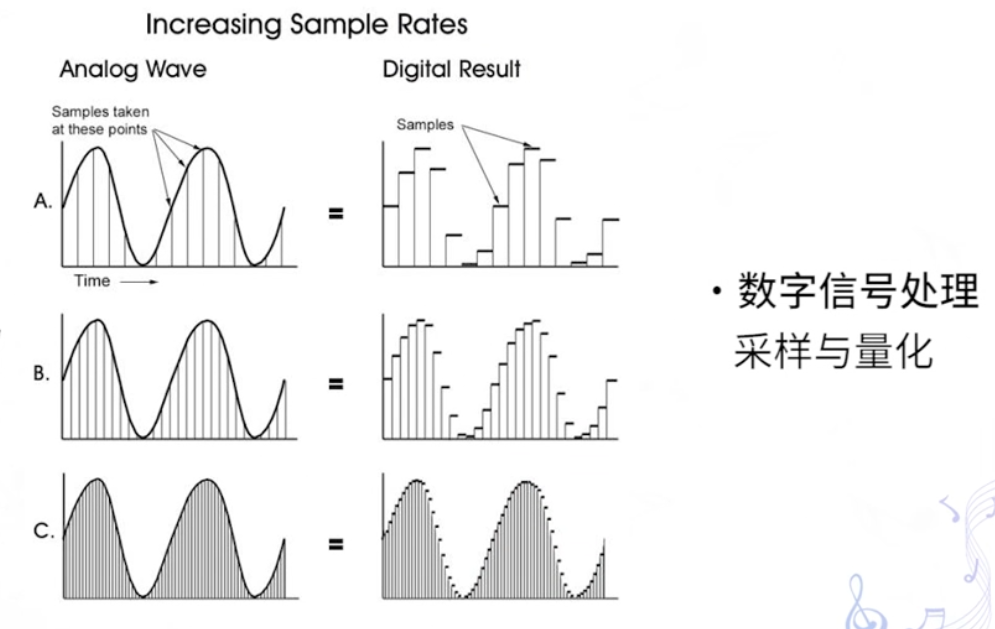 Increasing Sample Rates
Analog Wave
Digital Result
Samples taken
at these points
Samples
A.
=
Time
B.
=
C.
=
• 数字信号处理
采样与量化